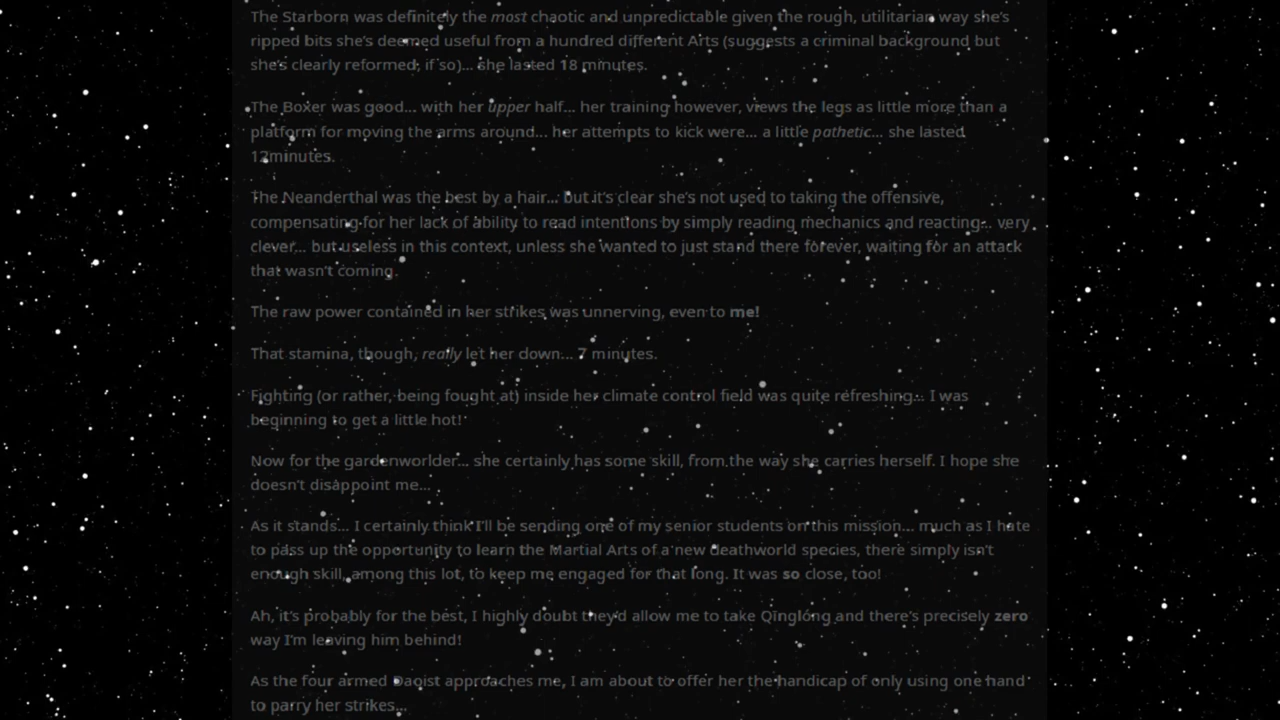 The Starborn was definitely the most chaotic and unpredictable given the rough, utilitarian way she's
ripped bits she's deemed useful from a hundred different Arts (suggests a criminal background but
she's clearly reformed, if so)... she lasted 18 minutes.
The Boxer was good... with her upper half... her training however, views the legs as little more than a
platform for moving the arms around... her attempts to kick were... a little pathetic... she lasted
12minutes.
The Neanderthal was the best by a hair... but it's clear she's not used to taking the offensive,
compensating for her lack of ability to read intentions by simply reading mechanics and reacting... very
clever... but useless in this context, unless she wanted to just stand there forever, waiting for an attack
that wasn't coming.
The raw power contained in her strikes was unnerving, even to me!
That stamina, though, really let her down... 7 minutes.
Fighting (or rather, being fought at) inside her climate control field was quite refreshing... I was
beginning to get a little hot!
Now for the gardenworlder... she certainly has some skill, from the way she carries herself. I hope she
doesn't disappoint me...
As it stands... I certainly think I'll be sending one of my senior students on this mission... much as I hate
to pass up the opportunity to learn the Martial Arts of a new deathworld species, there simply isn't
enough skill, among this lot, to keep me engaged for that long. It was so close, too!
Ah, it's probably for the best, I highly doubt they'd allow me to take Qīnglóng and there's precisely zero
way I'm leaving him behind!
As the four armed Daoist approaches me, I am about to offer her the handicap of only using one hand
to parry her strikes...